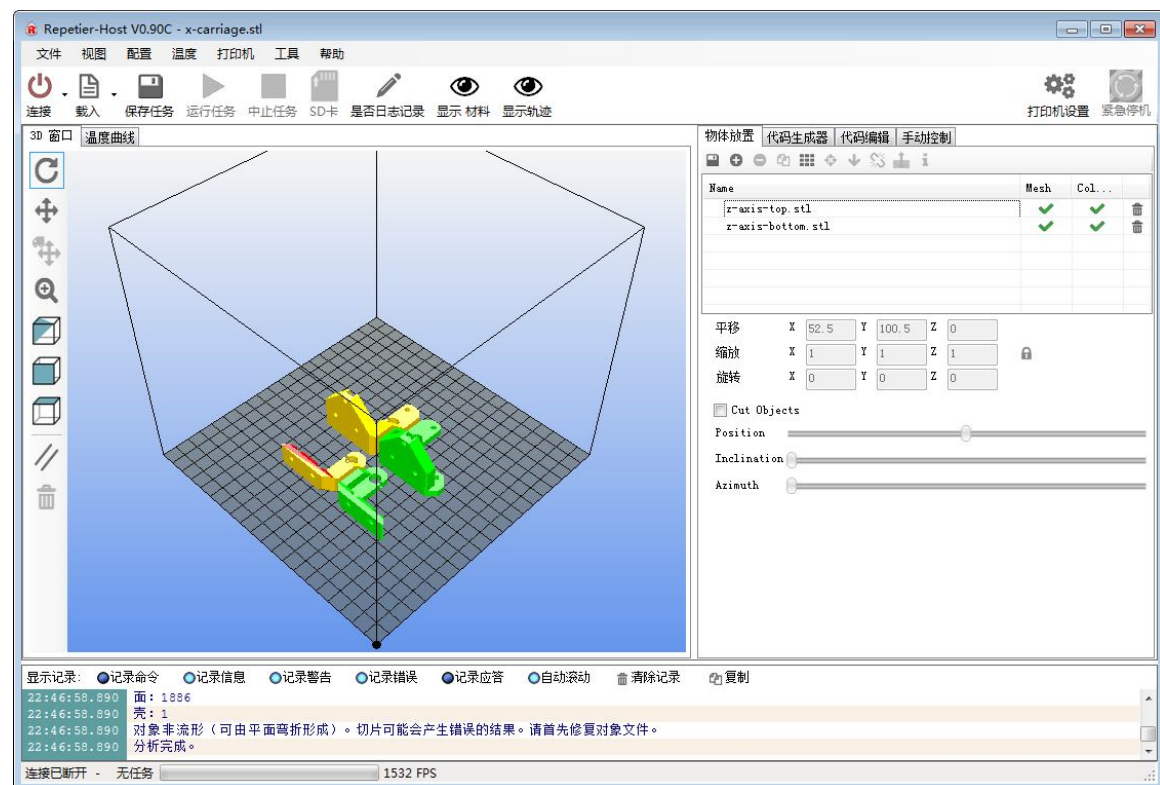 Repetier-Host V0.90C - x-carriage.stl
文件 视图 配置 温度 打印机 工具 帮助
连接 载入 保存任务 运行任务 中止任务 SD卡 是否日志记录 显示 材料 显示轨迹 打印机设置 紧急停机
3D 窗口 温度曲线
物体放置 代码生成器 代码编辑 手动控制
Name Mesh Col...
z-axis-top.stl
z-axis-bottom.stl
平移 X 52.5 Y 100.5 Z 0
缩放 X 1 Y 1 Z 1
旋转 X 0 Y 0 Z 0
Cut Objects
Position
Inclination
Azimuth
显示记录: 记录命令 记录信息 记录警告 记录错误 记录应答 自动滚动 清除记录 复制
22:46:58.890 面: 1886
22:46:58.890 壳: 1
22:46:58.890 对象非流形（可由平面弯折形成）。切片可能会产生错误的结果。请首先修复对象文件。
22:46:58.890 分析完成。
连接已断开 - 无任务 1532 FPS